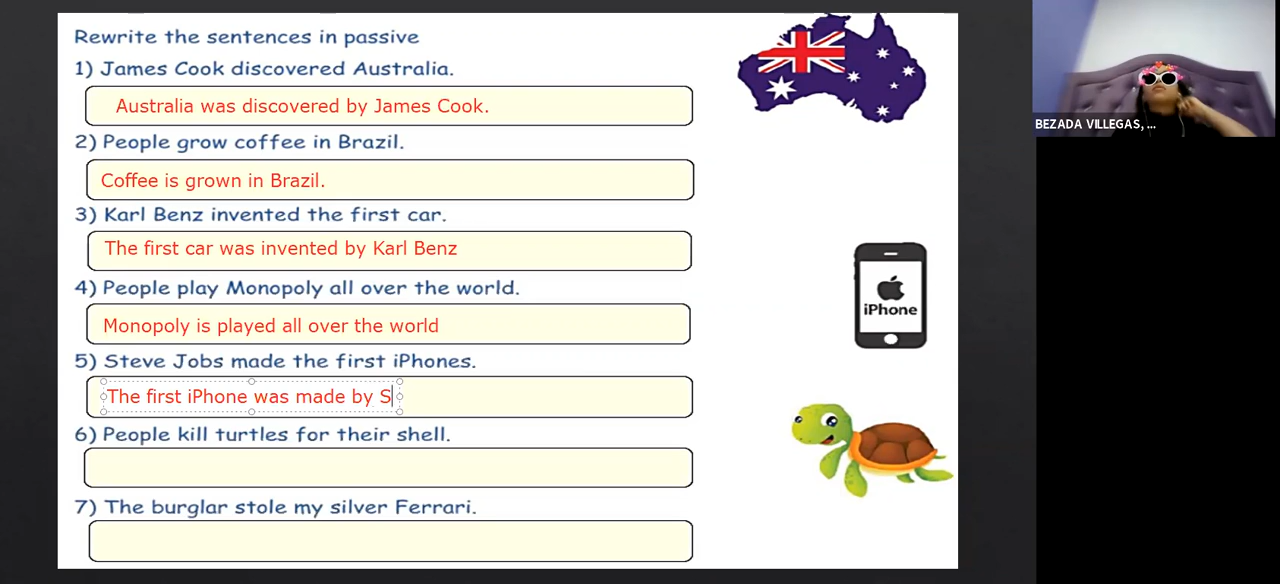 Rewrite the sentences in passive
1) James Cook discovered Australia.
Australia was discovered by James Cook.
BEZADA VILLEGAS, ...
2) People grow coffee in Brazil.
Coffee is grown in Brazil.
3) Karl Benz invented the first car.
The first car was invented by Karl Benz
4) People play Monopoly all over the world.
iPhone
Monopoly is played all over the world
5) Steve Jobs made the first iPhones.
The first iPhone was made by S
6) People kill turtles for their shell.
7) The burglar stole my silver Ferrari.